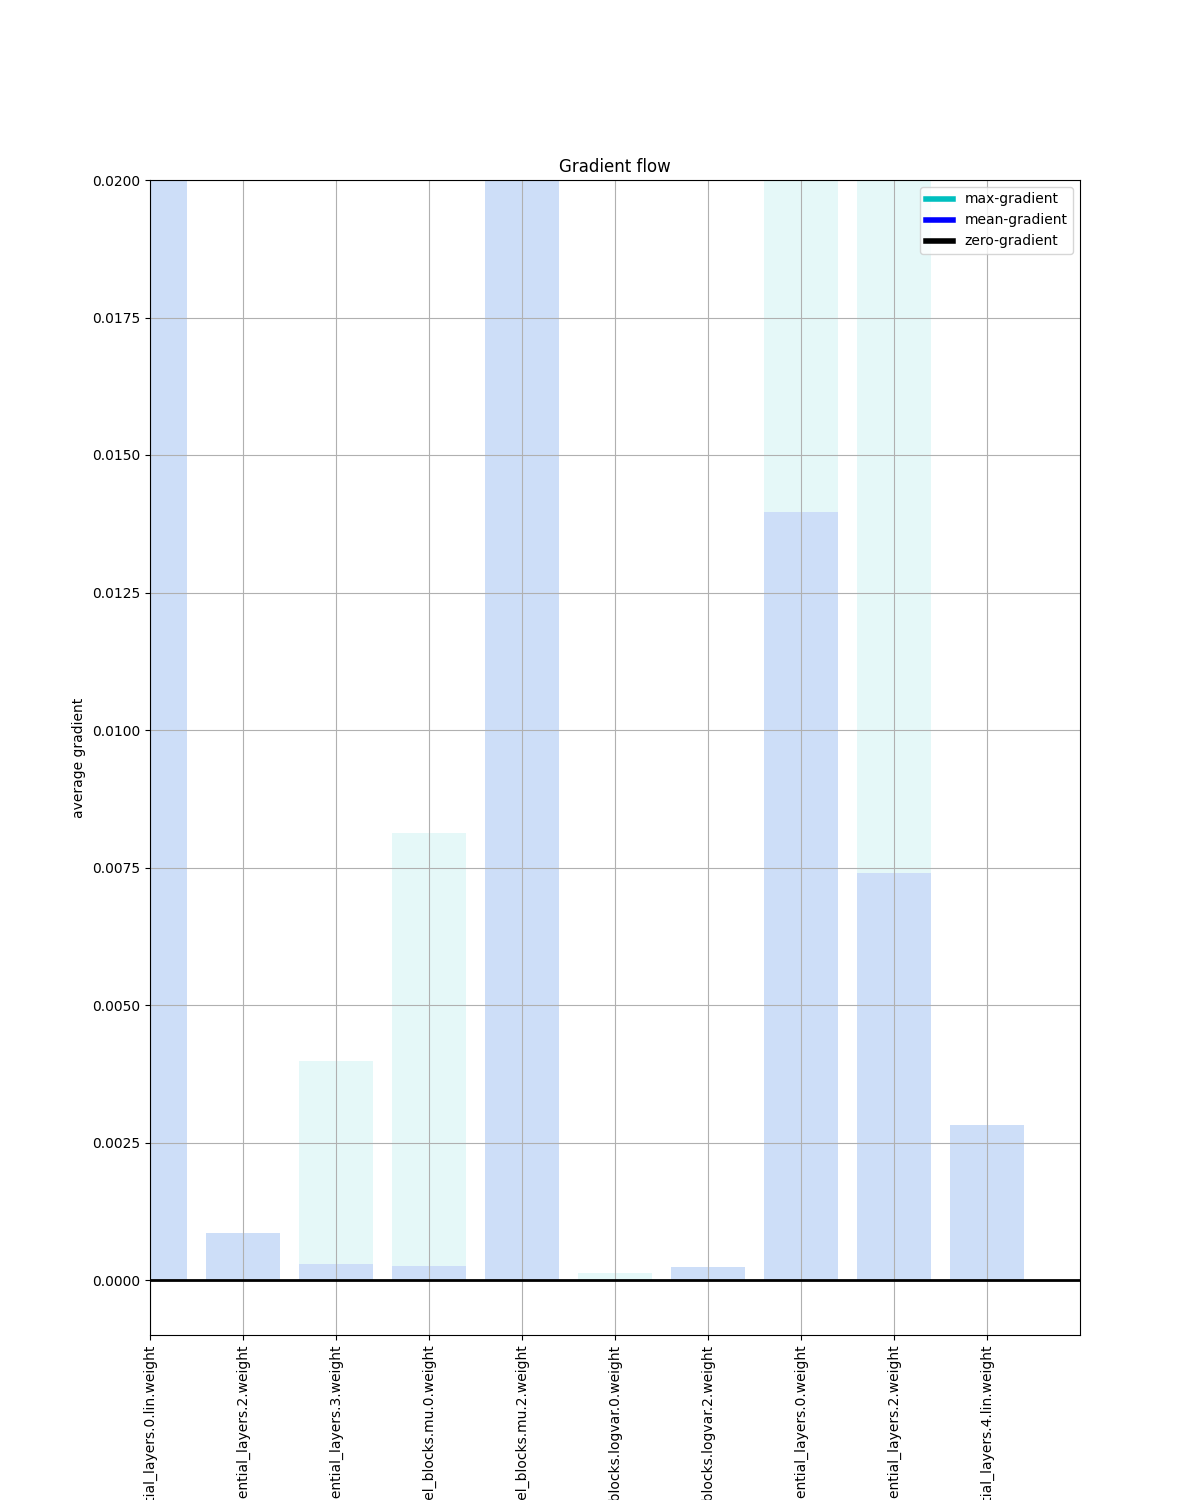 Gradient flow
max-gradient
mean-gradient
zero-gradient
0.0200
0.0175
0.0150
0.0125
0.0100
0.0075
0.0050
0.0025
0.0000
average gradient
tial_layers.0.lin.weight
ential_layers.2.weight
ential_layers.3.weight
el_blocks.mu.0.weight
el_blocks.mu.2.weight
blocks.logvar.0.weight
blocks.logvar.2.weight
ential_layers.0.weight
ential_layers.2.weight
tial_layers.4.lin.weight